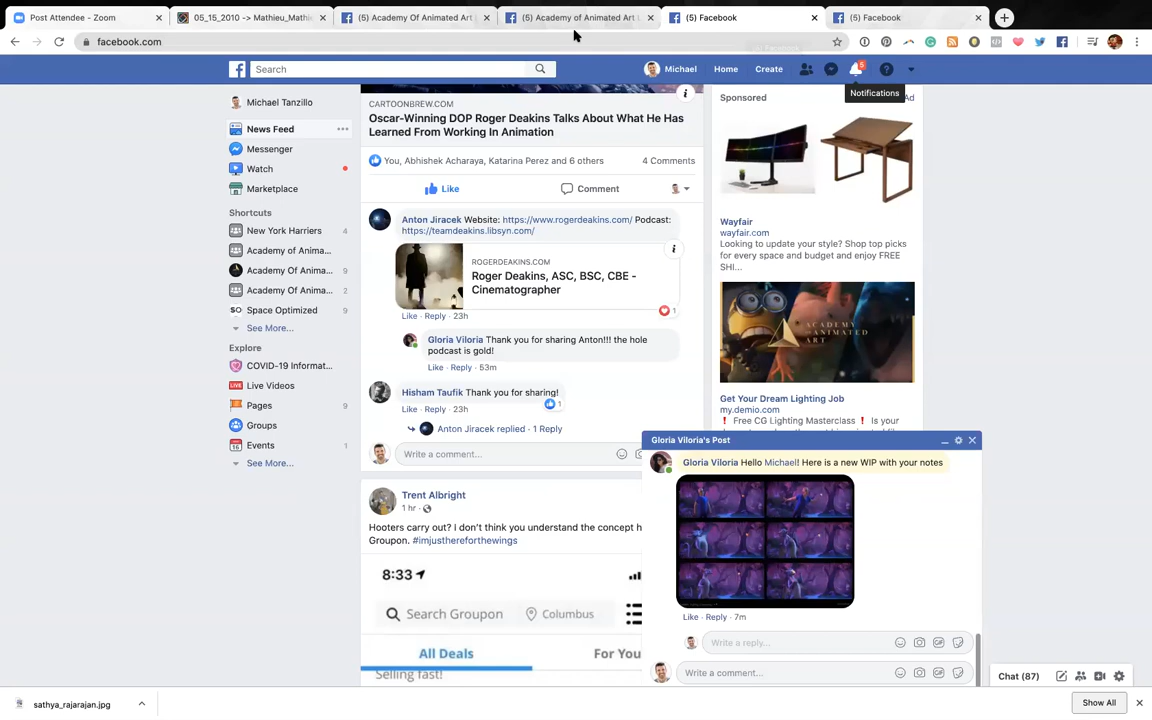 Post Attendee - Zoom
05_15_2010 -> Mathieu_Mathi
(5) Academy Of Animated Art
(5) Academy of Animated Art L
(5) Facebook
(5) Facebook
facebook.com
Search
Michael
Home
Create
5
Notifications
Michael Tanzillo
News Feed
Messenger
Watch
Marketplace
Shortcuts
New York Harriers 4
Academy of Anima...
Academy Of Anima... 9
Academy Of Anima... 2
SO Space Optimized 9
See More...
Explore
COVID-19 Informat...
LIVE Live Videos
Pages 9
Groups
16 Events 1
See More...
CARTOONBREW.COM
Oscar-Winning DOP Roger Deakins Talks About What He Has
Learned From Working In Animation
You, Abhishek Acharaya, Katarina Perez and 6 others
4 Comments
Like
Comment
Anton Jiracek Website: https://www.rogerdeakins.com/ Podcast:
https://teamdeakins.libsyn.com/
ROGERDEAKINS.COM
Roger Deakins, ASC, BSC, CBE -
Cinematographer
1
Like · Reply · 23h
Gloria Viloria Thank you for sharing Anton!!! the hole
podcast is gold!
Like · Reply · 53m
Hisham Taufik Thank you for sharing!
1
Like · Reply · 23h
Anton Jiracek replied · 1 Reply
Write a comment...
Trent Albright
1 hr ·
Hooters carry out? I don't think you understand the concept h
Groupon. #imjusthereforthewings
8:33
Search Groupon
Columbus
All Deals
For You
Selling fast!
Sponsored
Ad
Wayfair
wayfair.com
Looking to update your style? Shop top picks
for every space and budget and enjoy FREE
SHI...
ACADEMY
OF ANIMATED
ART
Get Your Dream Lighting Job
my.demio.com
❗ Free CG Lighting Masterclass ❗ Is your
Gloria Viloria's Post
Gloria Viloria Hello Michael! Here is a new WIP with your notes
Like · Reply · 7m
Write a reply...
Write a comment...
Chat (87)
sathya_rajarajan.jpg
Show All